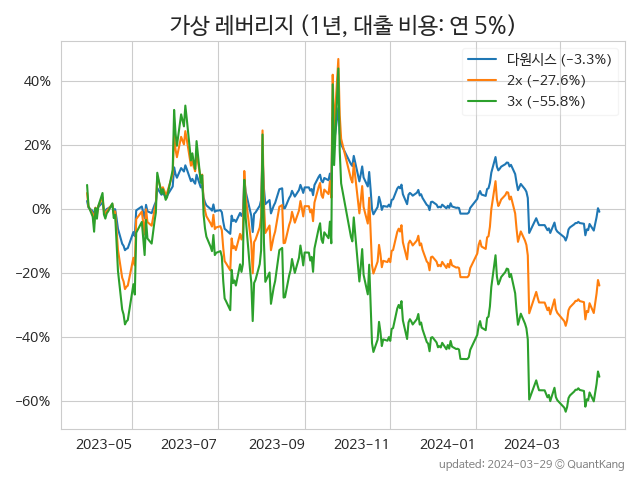 가상 레버리지 (1년, 대출 비용: 연 5%)
다원시스 (−3.3%)
2x (−27.6%)
3x (−55.8%)
40%
20%
0%
−20%
−40%
−60%
2023−05 2023−07 2023−09 2023−11 2024−01 2024−03
updated: 2024−03−29 © QuantKang